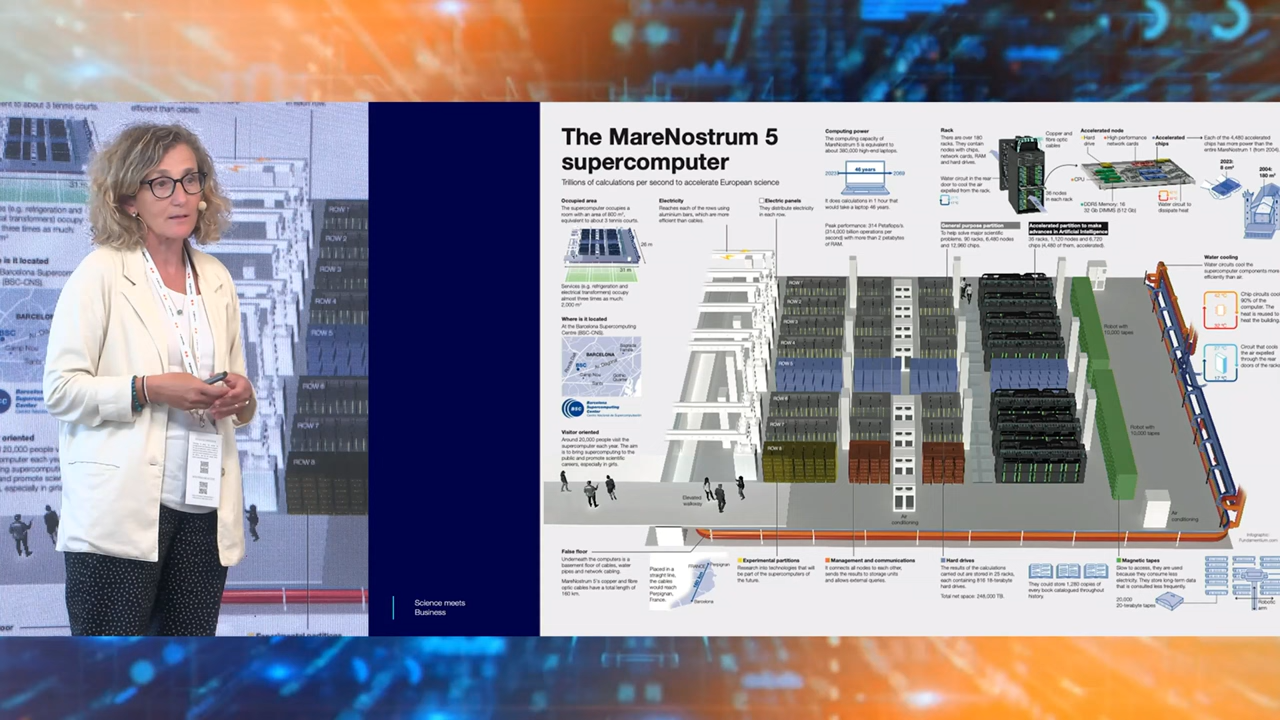 The MareNostrum 5
supercomputer
Trillions of calculations per second to accelerate European science
Occupied area
The supercomputer occupies a
room with an area of 800 m²,
equivalent to about 3 tennis courts.
26 m
31 m
Services (e.g. refrigeration and
electrical transformers) occupy
almost three times as much:
2,000 m²
Where is it located
At the Barcelona Supercomputing
Centre (BSC-CNS).
BARCELONA
BSC
Camp Nou
Sants
BSC
Barcelona
Supercomputing
Center
Centro Nacional de Supercomputación
Visitor oriented
Around 20,000 people visit the
supercomputer each year. The aim
is to bring supercomputing to the
public and promote scientific
careers, especially in girls.
Electricity
Reaches each of the rows using
aluminium bars, which are more
efficient than cables.
Electric panels
They distribute electricity
in each row.
Computing power
The computing capacity of
MareNostrum 5 is equivalent to
about 380,000 high-end laptops.
2023
46 years
2069
It does calculations in 1 hour that
would take a laptop 46 years.
Peak performance: 314 Petaflops/s
(314,000 billion operations per
second) with more than 2 petabytes
of RAM.
Rack
There are over 180
racks. They contain
nodes with chips,
network cards, RAM
and hard drives.
Water circuit in the rear
door to cool the air
expelled from the rack.
Copper and
fibre optic
cables
36 nodes
in each rack
Accelerated node
Hard
drive
High performance
network cards
Accelerated
chips
CPU
DDR5 Memory: 16
32 Gb DIMMS (512 Gb)
Water circuit to
dissipate heat
Each of the 4,480 accelerated
chips has more power than the
entire MareNostrum 1 (from 2004).
2023:
8 cm²
2004:
180 m²
General purpose partition
To help solve major scientific
problems. 90 racks, 6,480 nodes
and 12,960 chips.
Accelerated partition to make
advances in Artificial Intelligence
35 racks, 1,120 nodes and 6,720
chips (4,480 of them, accelerated).
Water cooling
Water circuits cool the
supercomputer components more
efficiently than air.
Chip circuits cool
90% of the
computer. The
heat is reused to
heat the building.
Circuit that cools
the air expelled
through the rear
doors of the racks
ROW 1
ROW 2
ROW 3
ROW 4
ROW 5
ROW 6
ROW 7
ROW 8
Robot with
10,000 tapes
Robot with
10,000 tapes
Elevated
walkway
Air
conditioning
Air
conditioning
Infographic:
Fundamentium.com
False floor
Underneath the computers is a
basement floor of cables, water
pipes and network cabling.
MareNostrum 5's copper and fibre
optic cables have a total length of
160 km.
Placed in a
straight line,
the cables
would reach
Perpignan,
France.
FRANCE
Perpignan
Barcelona
Experimental partitions
Research into technologies that will
be part of the supercomputers of
the future.
Management and communications
It connects all nodes to each other,
sends the results to storage units
and allows external queries.
Hard drives
The results of the calculations
carried out are stored in 25 racks,
each containing 818 18-terabyte
hard drives.
Total net space: 248,000 TB.
They could store 1,280 copies of
every book catalogued throughout
history.
Magnetic tapes
Slow to access, they are used
because they consume less
electricity. They store long-term data
that is consulted less frequently.
20,000
20-terabyte tapes
Robotic
arm
Science meets
Business